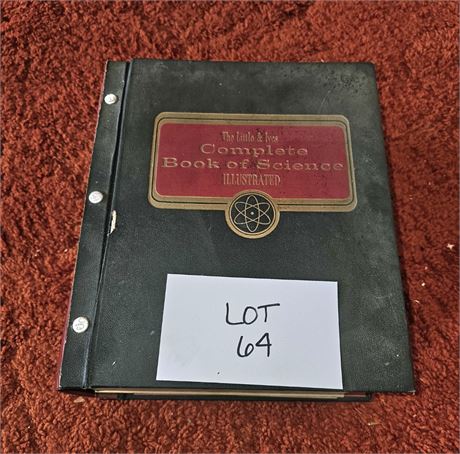 The Little & Ives
Complete
Book of Science
ILLUSTRATED
LOT
64